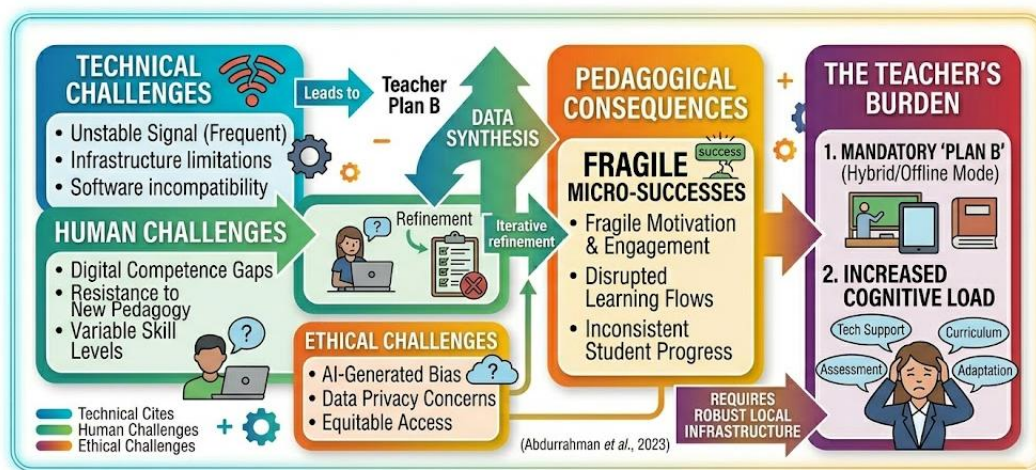 TECHNICAL
CHALLENGES
• Unstable Signal (Frequent)
• Infrastructure limitations
• Software incompatibility
Leads to
Teacher
Plan B
DATA
SYNTHESIS
HUMAN CHALLENGES
• Digital Competence Gaps
• Resistance to
New Pedagogy
• Variable Skill
Levels
?
?
Refinement
Iterative
refinement
ETHICAL CHALLENGES
• AI-Generated Bias
• Data Privacy Concerns
• Equitable Access
?
PEDAGOGICAL
CONSEQUENCES
success
FRAGILE
MICRO-SUCCESSES
• Fragile Motivation
& Engagement
• Disrupted
Learning Flows
• Inconsistent
Student Progress
THE TEACHER'S
BURDEN
1. MANDATORY 'PLAN B'
(Hybrid/Offline Mode)
2. INCREASED
COGNITIVE LOAD
Tech Support
Curriculum
Assessment
Adaptation
REQUIRES
ROBUST LOCAL
INFRASTRUCTURE
Technical Cites
Human Challenges
Ethical Challenges
(Abdurrahman et al., 2023)